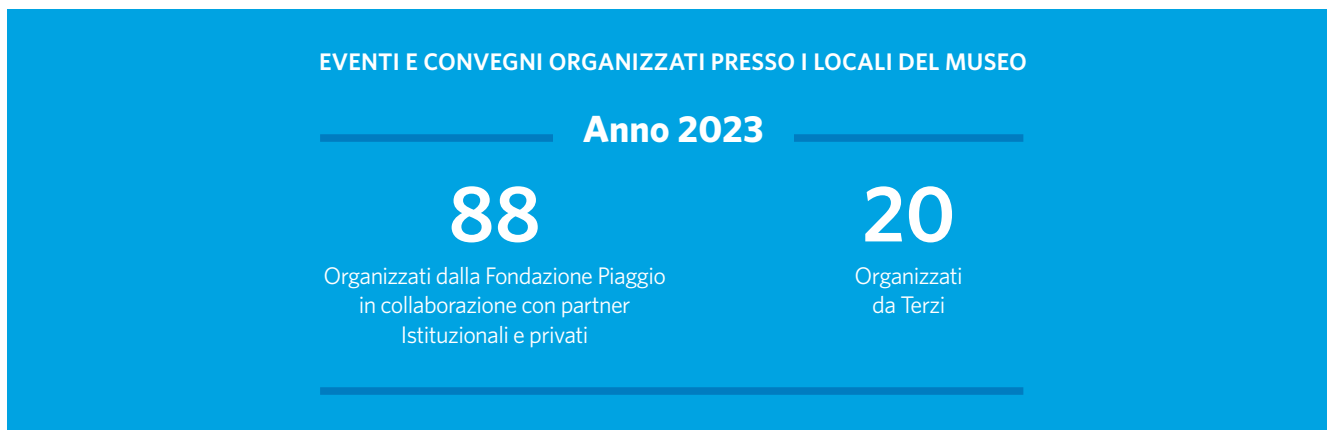 EVENTI E CONVEGNI ORGANIZZATI PRESSO I LOCALI DEL MUSEO
Anno 2023
88
Organizzati dalla Fondazione Piaggio
in collaborazione con partner
Istituzionali e privati
20
Organizzati
da Terzi